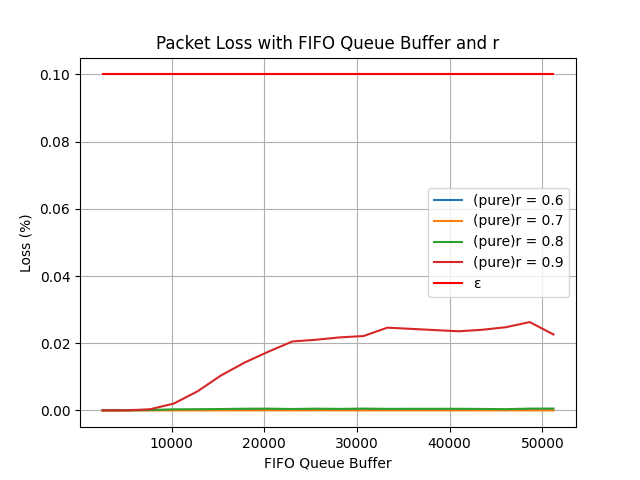 Packet Loss with FIFO Queue Buffer and r
0.10
0.08
0.06
0.04
0.02
0.00
Loss (%)
(pure)r = 0.6
(pure)r = 0.7
(pure)r = 0.8
(pure)r = 0.9
ε
10000 20000 30000 40000 50000
FIFO Queue Buffer